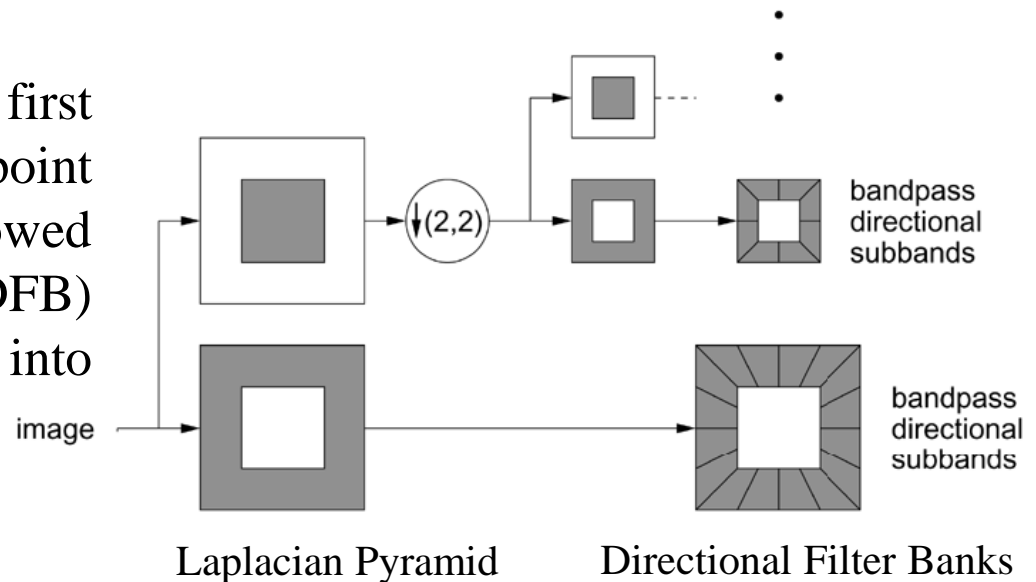 first
point
owed
DFB)
into
↓(2,2)
bandpass
directional
subbands
image
bandpass
directional
subbands
Laplacian Pyramid
Directional Filter Banks